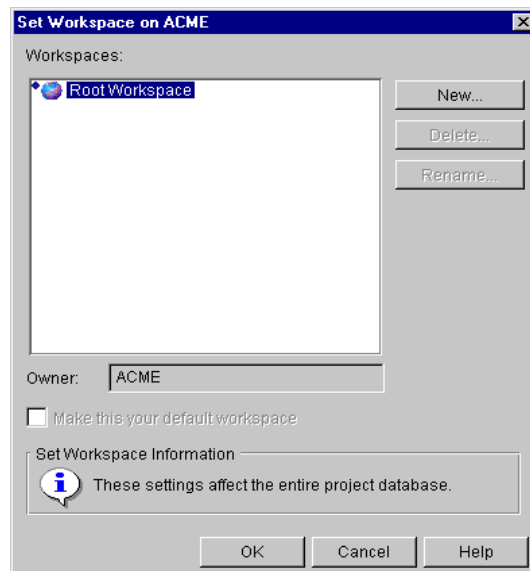 Set Workspace on ACME
Workspaces:
Root Workspace
New...
Delete...
Rename...
Owner: ACME
Make this your default workspace
Set Workspace Information
These settings affect the entire project database.
OK Cancel Help